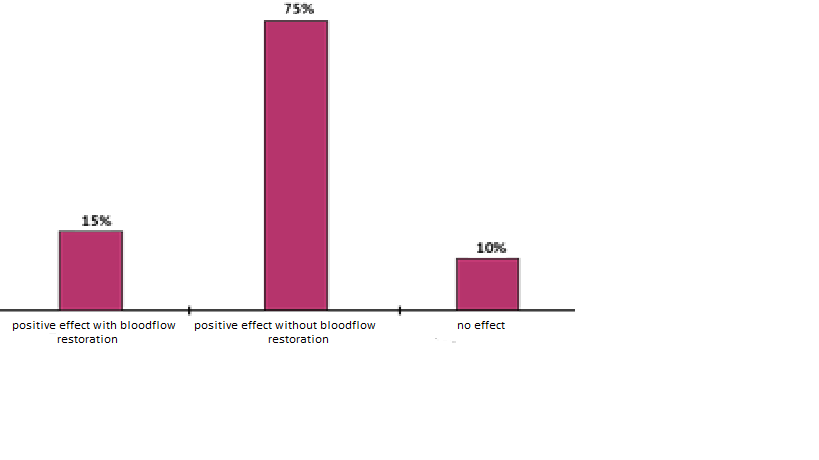 75%
15%
10%
positive effect with bloodflow
restoration
positive effect without bloodflow
restoration
no effect